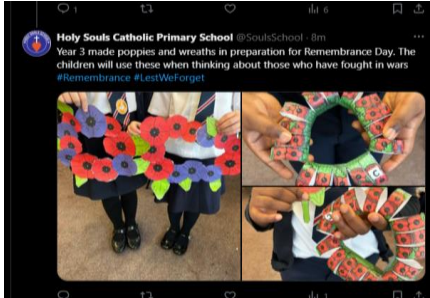 1 6
Holy Souls Catholic Primary School @SoulsSchool · 8m
Year 3 made poppies and wreaths in preparation for Remembrance Day. The
children will use these when thinking about those who have fought in wars
#Remembrance #LestWeForget
1